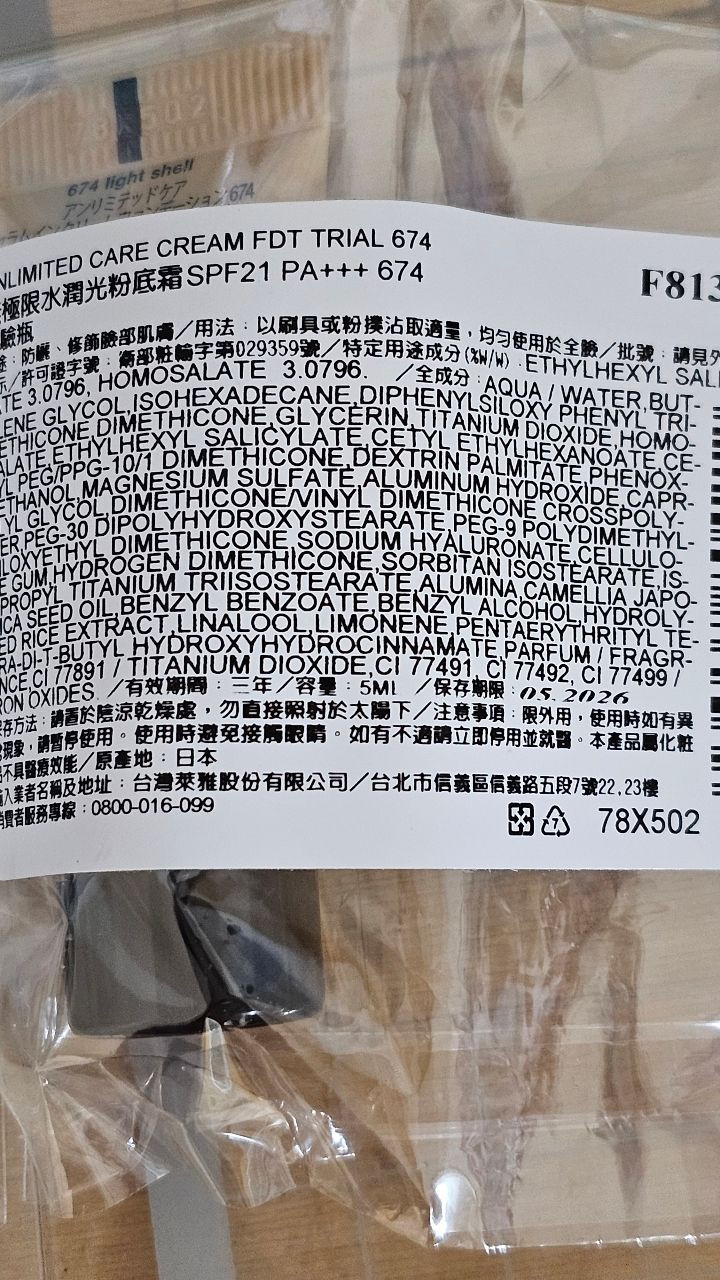 674 light shell
アンリミテッドケア
NLIMITED CARE CREAM FDT TRIAL 674
極限水潤光粉底霜SPF21 PA+++ 674
F813
驗瓶
途：防曬、修飾臉部肌膚／用法：以刷具或粉撲沾取適量，均勻使用於全臉／批號：請見外
示／許可證字號：衛部粧輸字第029359號／特定用途成分(%W/W)：ETHYLHEXYL SALI
ATE 3.0796, HOMOSALATE 3.0796. ／全成分：AQUA / WATER,BUT-
LENE GLYCOL,ISOHEXADECANE,DIPHENYLSILOXY PHENYL TRI-
ETHICONE DIMETHICONE,GLYCERIN,TITANIUM DIOXIDE,HOMO-
ALATE,ETHYLHEXYL SALICYLATE,CETYL ETHYLHEXANOATE,CE-
YL PEG/PPG-10/1 DIMETHICONE,DEXTRIN PALMITATE,PHENOX-
ETHANOL,MAGNESIUM SULFATE,ALUMINUM HYDROXIDE,CAPR-
TYL GLYCOL,DIMETHICONE/VINYL DIMETHICONE CROSSPOLY-
ER,PEG-30 DIPOLYHYDROXYSTEARATE,PEG-9 POLYDIMETHYL-
ILOXYETHYL DIMETHICONE,SODIUM HYALURONATE,CELLULO-
E GUM,HYDROGEN DIMETHICONE,SORBITAN ISOSTEARATE,IS-
PROPYL TITANIUM TRIISOSTEARATE,ALUMINA,CAMELLIA JAPO-
ICA SEED OIL,BENZYL BENZOATE,BENZYL ALCOHOL,HYDROLY-
ED RICE EXTRACT,LINALOOL,LIMONENE,PENTAERYTHRITYL TE-
RA-DI-T-BUTYL HYDROXYHYDROCINNAMATE,PARFUM / FRAGR-
NCE,CI 77891 / TITANIUM DIOXIDE,CI 77491, CI 77492, CI 77499 /
RON OXIDES. ／有效期間：三年／容量：5ML ／保存期限：05.2026
存方法：請置於陰涼乾燥處，勿直接照射於太陽下／注意事項：限外用，使用時如有異
現象，請暫停使用。使用時避免接觸眼睛。如有不適請立即停用並就醫。本產品屬化粧
不具醫療效能／原產地：日本
入業者名稱及地址：台灣萊雅股份有限公司／台北市信義區信義路五段7號22,23樓
消費者服務專線：0800-016-099
7 78X502